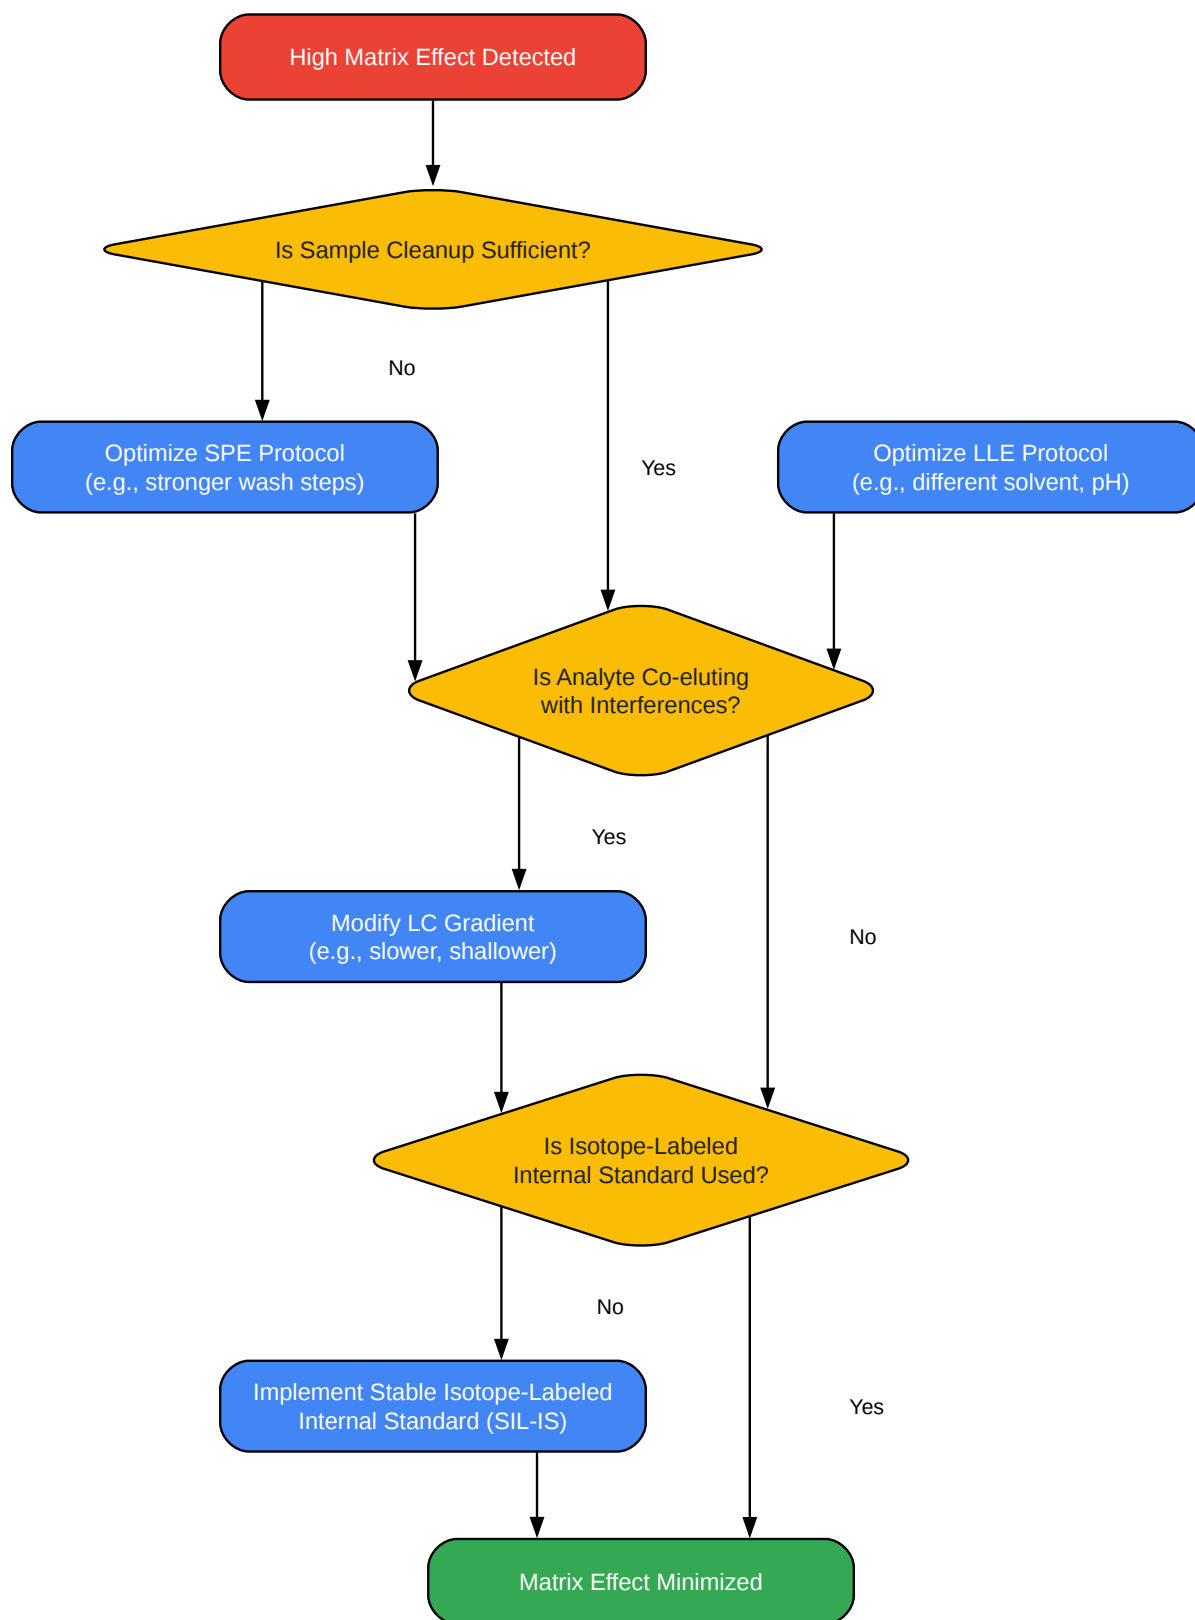 High Matrix Effect Detected
Is Sample Cleanup Sufficient?
No
Optimize SPE Protocol
(e.g., stronger wash steps)
Yes
Optimize LLE Protocol
(e.g., different solvent, pH)
Is Analyte Co-eluting
with Interferences?
Yes
Modify LC Gradient
(e.g., slower, shallower)
No
Is Isotope-Labeled
Internal Standard Used?
No
Implement Stable Isotope-Labeled
Internal Standard (SIL-IS)
Yes
Matrix Effect Minimized